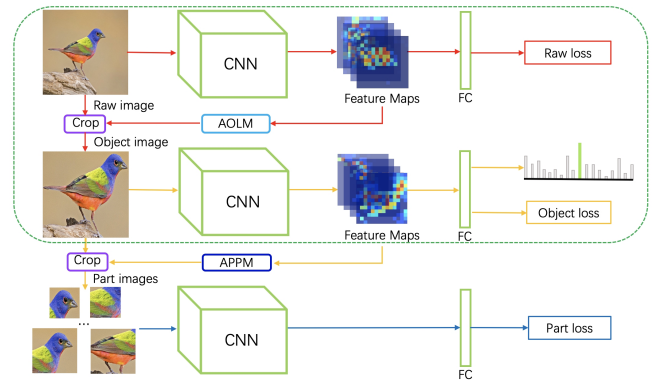 CNN
Feature Maps
FC
Raw loss
Raw image
Crop
AOLM
Object image
CNN
Feature Maps
FC
Object loss
Crop
APPM
Part images
...
CNN
FC
Part loss